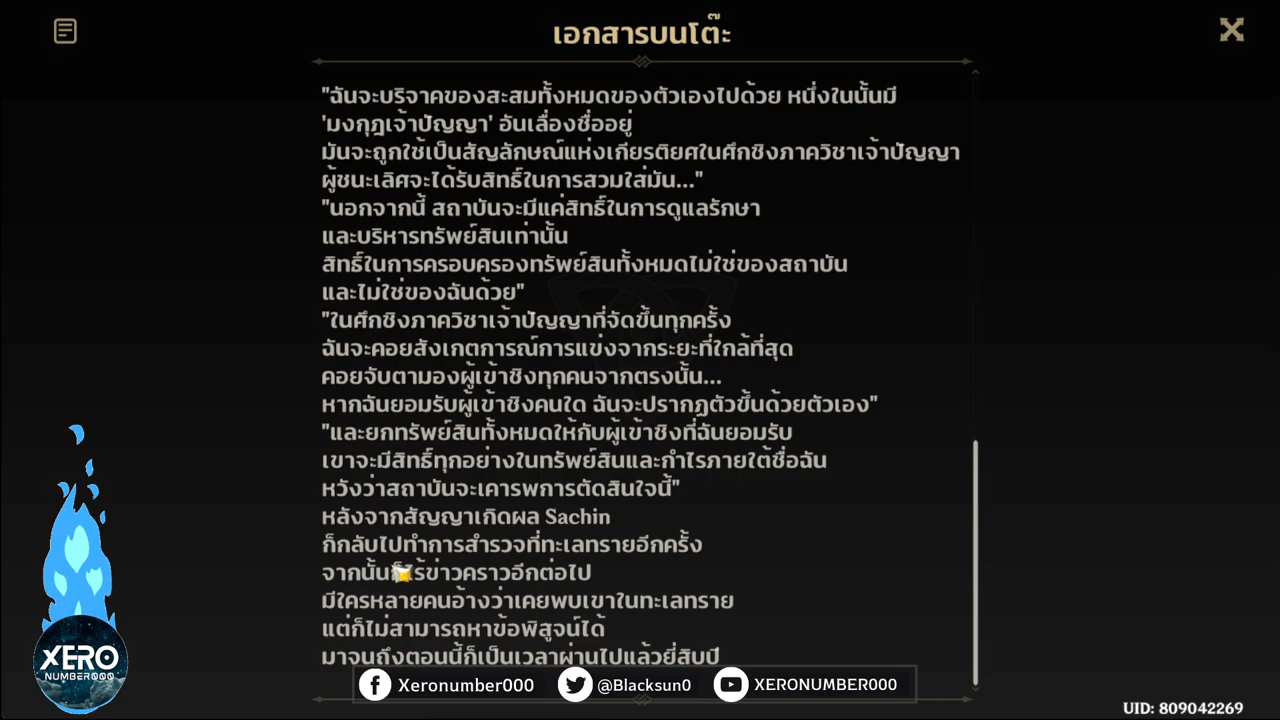 เอกสารบนโต๊ะ
"ฉันจะบริจาคของสะสมทั้งหมดของตัวเองไปด้วย หนึ่งในนั้นมี
'มงกุฎเจ้าปัญญา' อันเลื่องชื่ออยู่
มันจะถูกใช้เป็นสัญลักษณ์แห่งเกียรติยศในศึกชิงภาควิชาเจ้าปัญญา
ผู้ชนะเลิศจะได้รับสิทธิ์ในการสวมใส่มัน..."
"นอกจากนี้ สถาบันจะมีแค่สิทธิ์ในการดูแลรักษา
และบริหารทรัพย์สินเท่านั้น
สิทธิ์ในการครอบครองทรัพย์สินทั้งหมดไม่ใช่ของสถาบัน
และไม่ใช่ของฉันด้วย"
"ในศึกชิงภาควิชาเจ้าปัญญาที่จัดขึ้นทุกครั้ง
ฉันจะคอยสังเกตการณ์การแข่งจากระยะที่ใกล้ที่สุด
คอยจับตามองผู้เข้าชิงทุกคนจากตรงนั้น...
หากฉันยอมรับผู้เข้าชิงคนใด ฉันจะปรากฏตัวขึ้นด้วยตัวเอง"
"และยกทรัพย์สินทั้งหมดให้กับผู้เข้าชิงที่ฉันยอมรับ
เขาจะมีสิทธิ์ทุกอย่างในทรัพย์สินและกำไรภายใต้ชื่อฉัน
หวังว่าสถาบันจะเคารพการตัดสินใจนี้"
หลังจากสัญญาเกิดผล Sachin
ก็กลับไปทำการสำรวจที่ทะเลทรายอีกครั้ง
จากนั้นก็ไร้ข่าวคราวอีกต่อไป
มีใครหลายคนอ้างว่าเคยพบเขาในทะเลทราย
แต่ก็ไม่สามารถหาข้อพิสูจน์ได้
มาจนถึงตอนนี้ก็เป็นเวลาผ่านไปแล้วยี่สิบปี
XERO
NUMBER000
Xeronumber000 @Blacksun0 XERONUMBER000
UID: 809042269